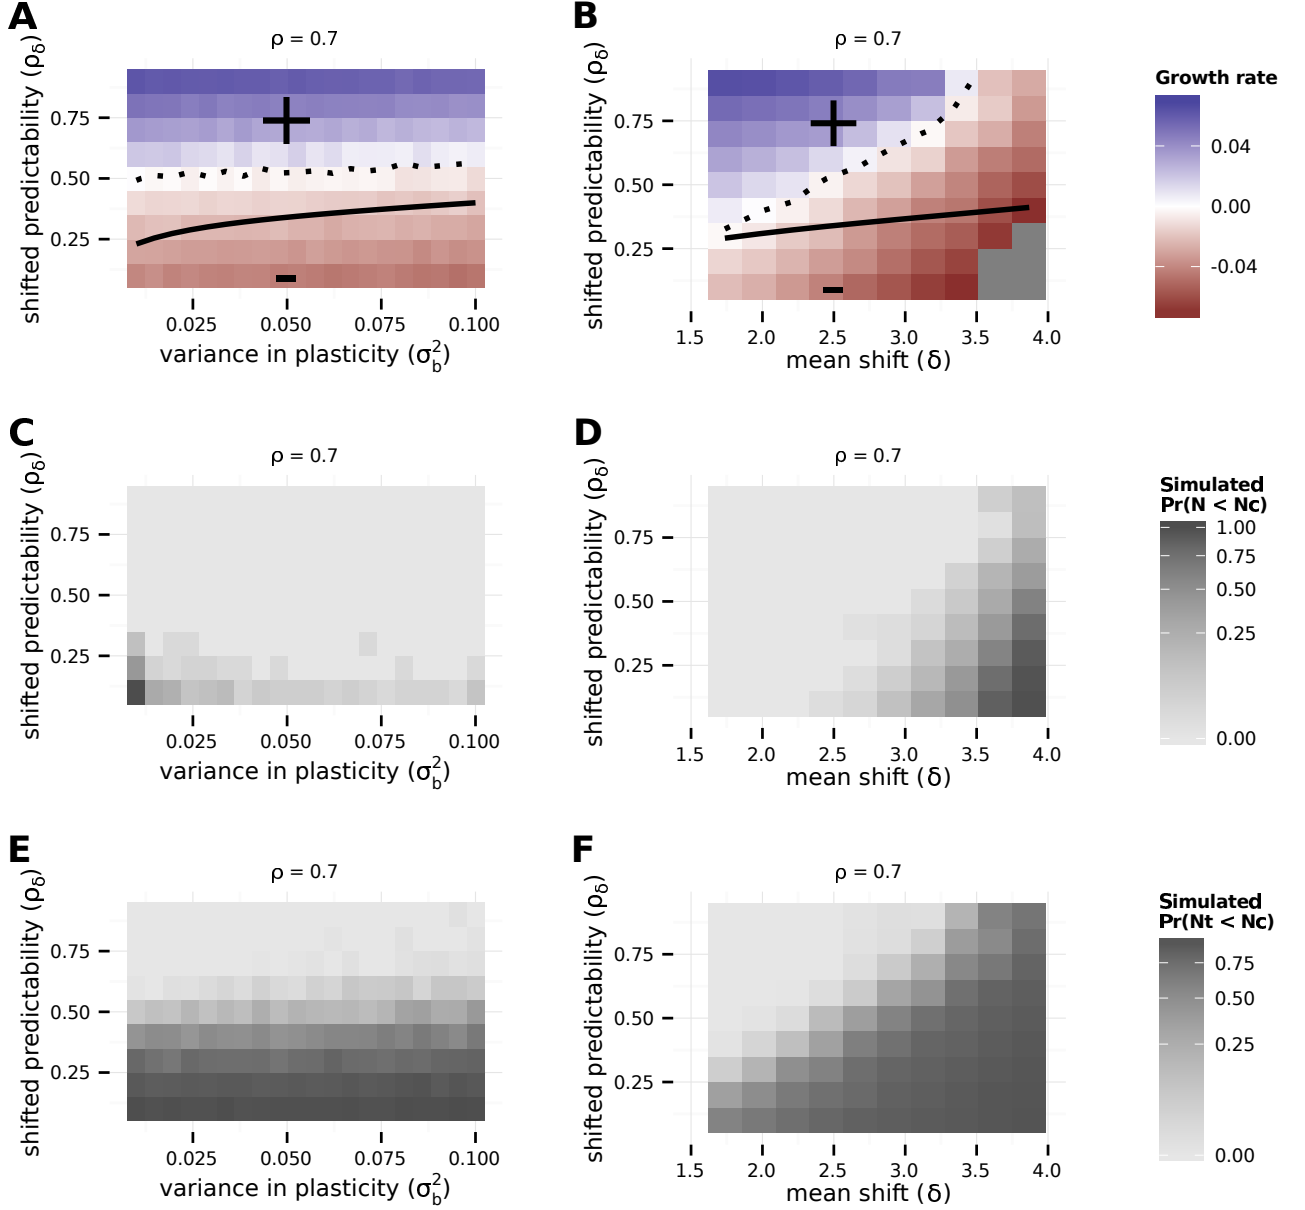 A
ρ = 0.7
shifted predictability (ρδ)
0.75
0.50
0.25
0.025
0.050
0.075
0.100
variance in plasticity (σ²b)
B
ρ = 0.7
shifted predictability (ρδ)
0.75
0.50
0.25
1.5
2.0
2.5
3.0
3.5
4.0
mean shift (δ)
Growth rate
0.04
0.00
-0.04
C
ρ = 0.7
shifted predictability (ρδ)
0.75
0.50
0.25
0.025
0.050
0.075
0.100
variance in plasticity (σ²b)
D
ρ = 0.7
shifted predictability (ρδ)
0.75
0.50
0.25
1.5
2.0
2.5
3.0
3.5
4.0
mean shift (δ)
Simulated
Pr(N < Nc)
1.00
0.75
0.50
0.25
0.00
E
ρ = 0.7
shifted predictability (ρδ)
0.75
0.50
0.25
0.025
0.050
0.075
0.100
variance in plasticity (σ²b)
F
ρ = 0.7
shifted predictability (ρδ)
0.75
0.50
0.25
1.5
2.0
2.5
3.0
3.5
4.0
mean shift (δ)
Simulated
Pr(Nt < Nc)
0.75
0.50
0.25
0.00